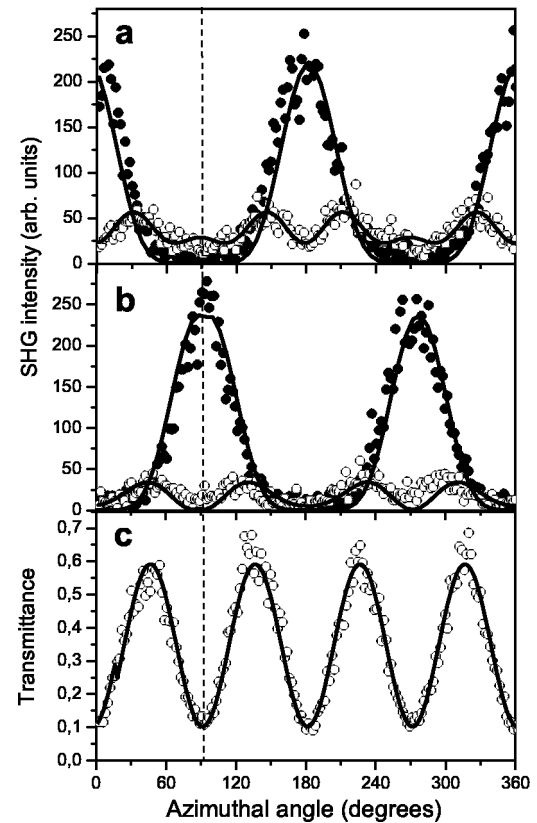 a
250
200
150
100
50
0
SHG intensity (arb. units)
b
250
200
150
100
50
0
c
0,7
0,6
0,5
0,4
0,3
0,2
0,1
0,0
Transmittance
0 60 120 180 240 300 360
Azimuthal angle (degrees)